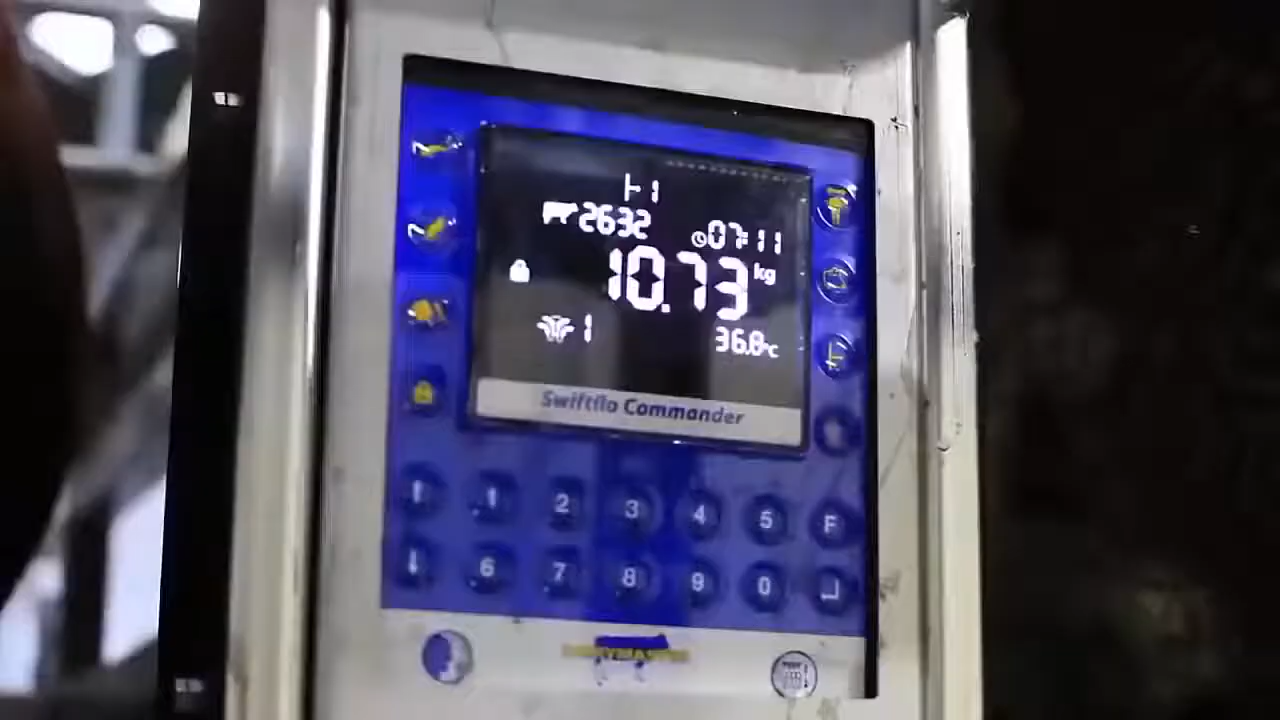 ⊢1
2632 07:11
10.73 kg
1 36.8°C
Swiftflo Commander
1 2 3 4 5 F
6 7 8 9 0
DAIRYMASTER